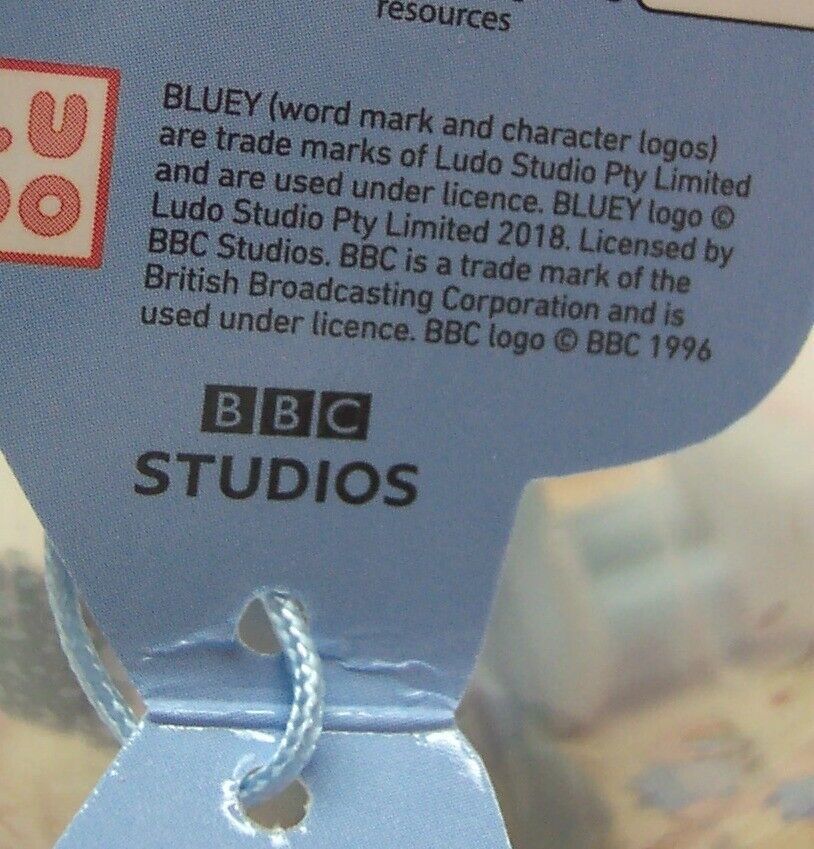 resources
BLUEY (word mark and character logos)
are trade marks of Ludo Studio Pty Limited
and are used under licence. BLUEY logo ©
Ludo Studio Pty Limited 2018. Licensed by
BBC Studios. BBC is a trade mark of the
British Broadcasting Corporation and is
used under licence. BBC logo © BBC 1996
BBC
STUDIOS